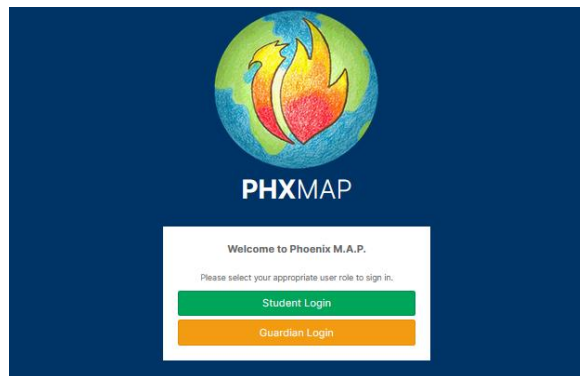 PHXMAP
Welcome to Phoenix M.A.P.
Please select your appropriate user role to sign in.
Student Login
Guardian Login